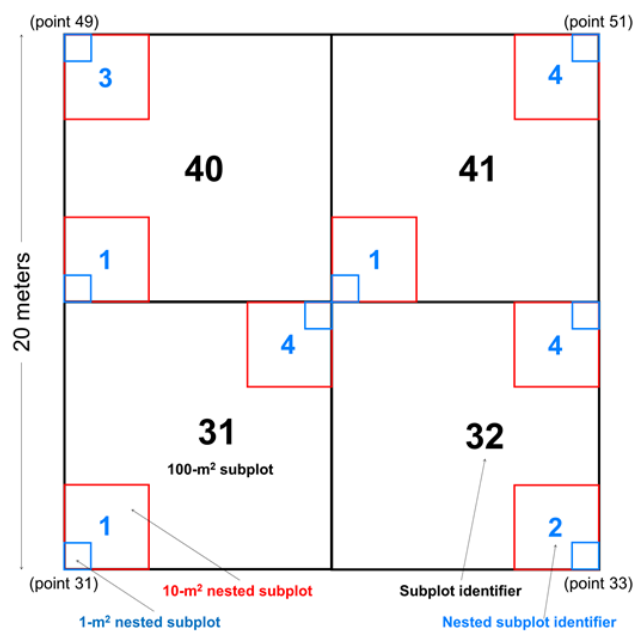 (point 49)
(point 51)
3
4
40
41
1
1
20 meters
4
4
31
32
100-m² subplot
1
2
(point 31)
10-m² nested subplot
Subplot identifier
(point 33)
1-m² nested subplot
Nested subplot identifier